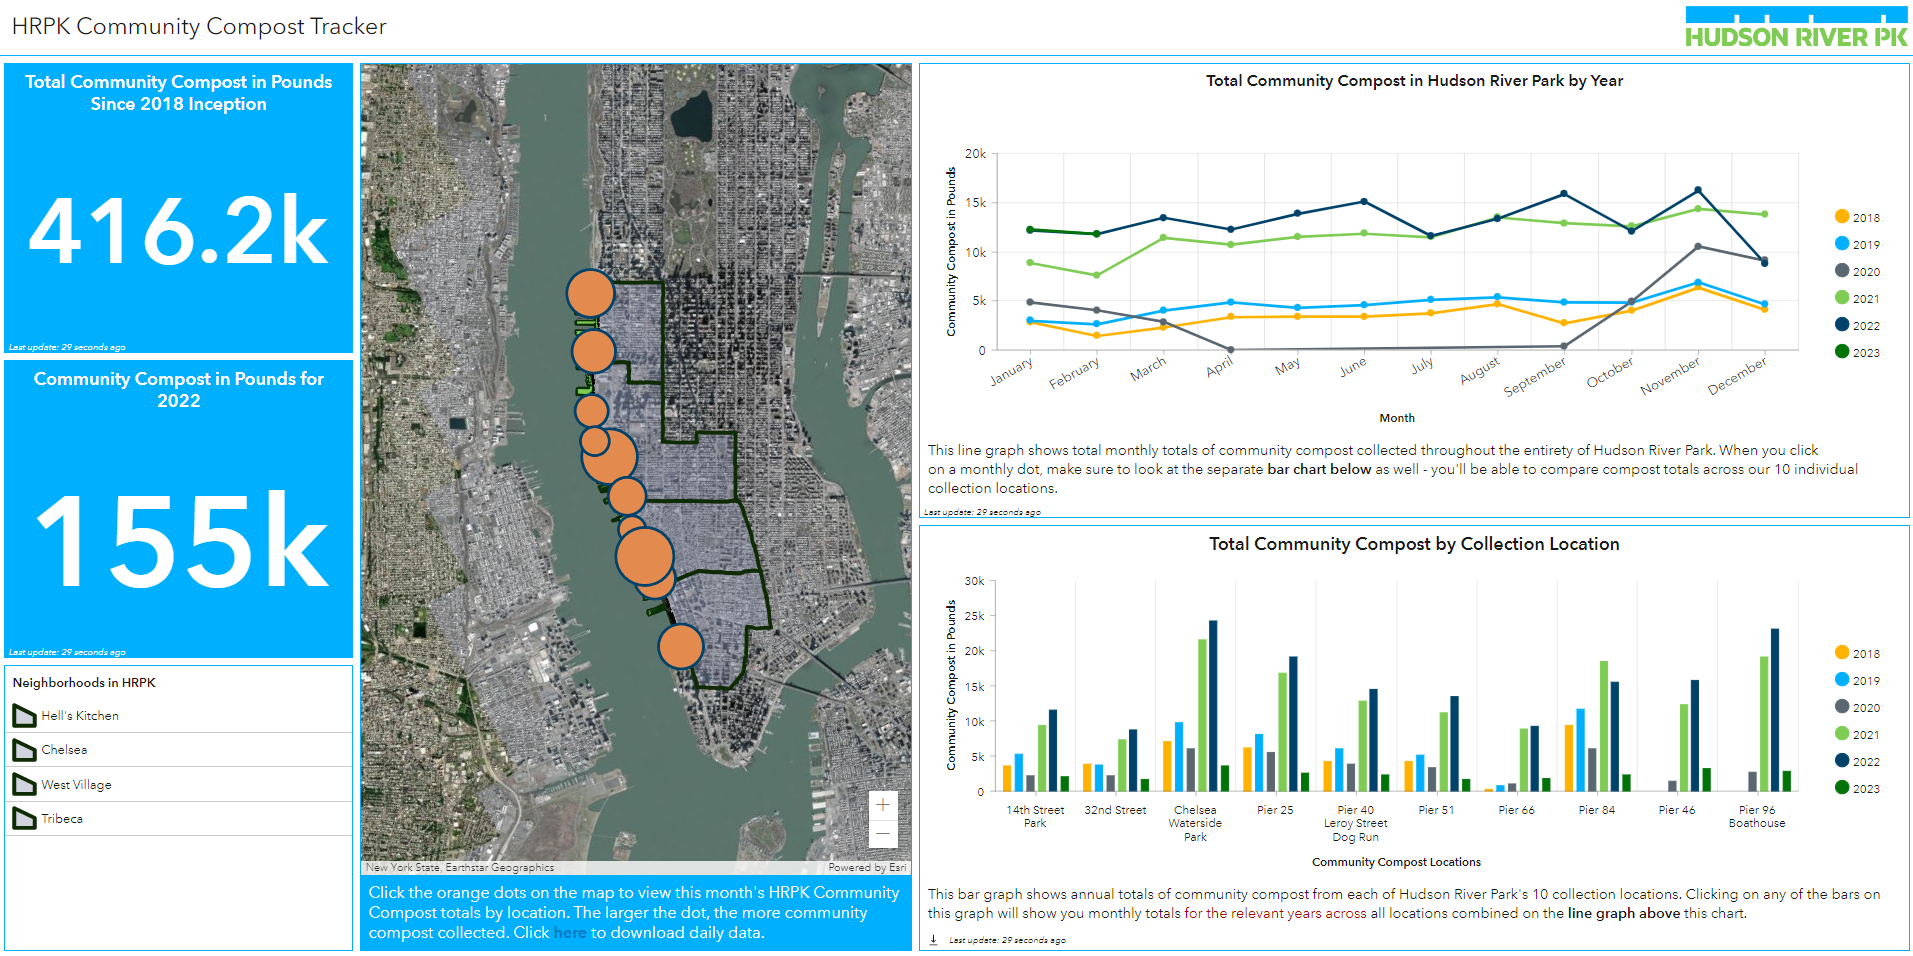 HRPK Community Compost Tracker
HUDSON RIVER PK
Total Community Compost in Pounds
Since 2018 Inception
416.2k
Last update: 29 seconds ago
Community Compost in Pounds for
2022
155k
Last update: 29 seconds ago
Neighborhoods in HRPK
Hell's Kitchen
Chelsea
West Village
Tribeca
+
−
New York State, Earthstar Geographics
Powered by Esri
Click the orange dots on the map to view this month's HRPK Community
Compost totals by location. The larger the dot, the more community
compost collected. Click here to download daily data.
Total Community Compost in Hudson River Park by Year
Community Compost in Pounds
20k
15k
10k
5k
0
January
February
March
April
May
June
July
August
September
October
November
December
Month
2018
2019
2020
2021
2022
2023
This line graph shows total monthly totals of community compost collected throughout the entirety of Hudson River Park. When you click
on a monthly dot, make sure to look at the separate bar chart below as well - you'll be able to compare compost totals across our 10 individual
collection locations.
Last update: 29 seconds ago
Total Community Compost by Collection Location
Community Compost in Pounds
30k
25k
20k
15k
10k
5k
0
14th Street
Park
32nd Street
Chelsea
Waterside
Park
Pier 25
Pier 40
Leroy Street
Dog Run
Pier 51
Pier 66
Pier 84
Pier 46
Pier 96
Boathouse
Community Compost Locations
2018
2019
2020
2021
2022
2023
This bar graph shows annual totals of community compost from each of Hudson River Park's 10 collection locations. Clicking on any of the bars on
this graph will show you monthly totals for the relevant years across all locations combined on the line graph above this chart.
Last update: 29 seconds ago